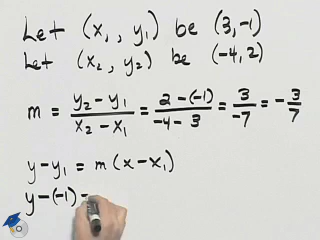 Let (x₁, y₁) be (3, -1)
Let (x₂, y₂) be (-4, 2)
m = (y₂ - y₁)/(x₂ - x₁) = (2 - (-1))/(-4 - 3) = 3/-7 = -3/7
y - y₁ = m(x - x₁)
y - (-1) =